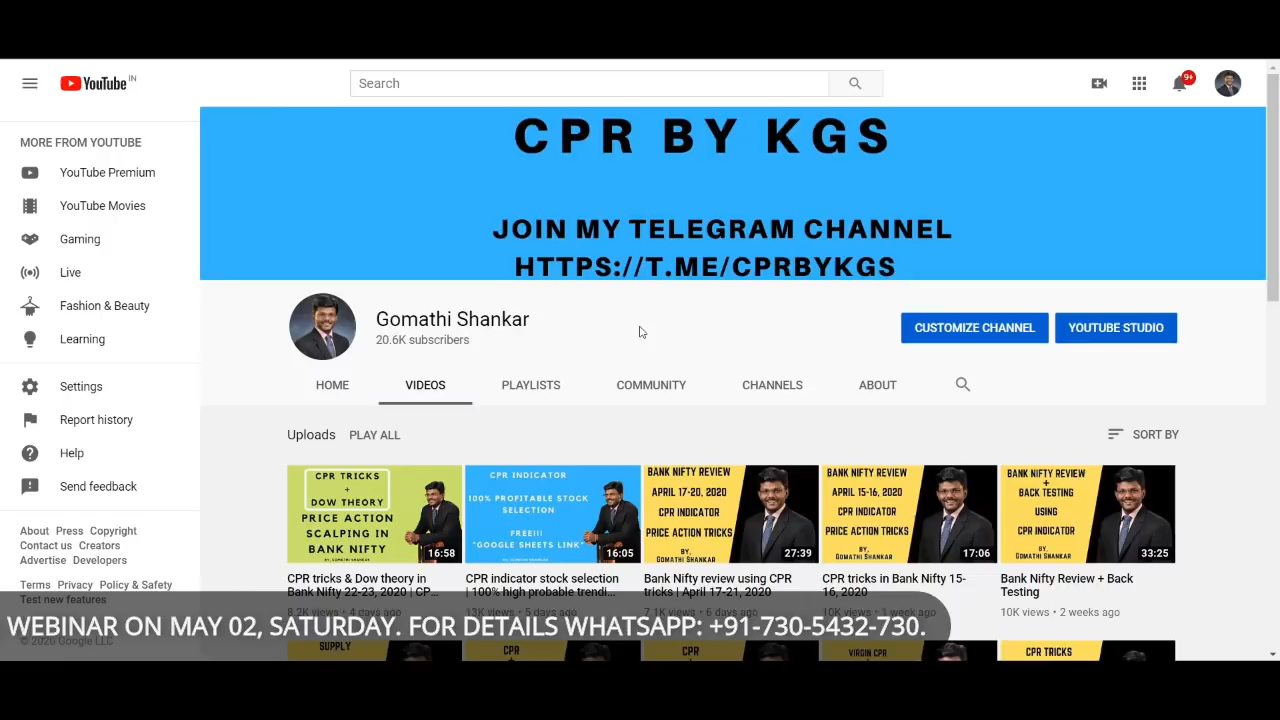 YouTube IN
Search
9+
MORE FROM YOUTUBE
YouTube Premium
YouTube Movies
Gaming
Live
Fashion & Beauty
Learning
Settings
Report history
Help
Send feedback
About Press Copyright
Contact us Creators
Advertise Developers
Terms Privacy Policy & Safety
Test new features
© 2020 Google LLC
CPR BY KGS
JOIN MY TELEGRAM CHANNEL
HTTPS://T.ME/CPRBYKGS
Gomathi Shankar
20.6K subscribers
CUSTOMIZE CHANNEL
YOUTUBE STUDIO
HOME VIDEOS PLAYLISTS COMMUNITY CHANNELS ABOUT
Uploads PLAY ALL
SORT BY
CPR TRICKS
+
DOW THEORY
PRICE ACTION
SCALPING IN
BANK NIFTY
BY, GOMATHI SHANKAR
16:58
CPR tricks & Dow theory in
Bank Nifty 22-23, 2020 | CP...
8.2K views • 4 days ago
CPR INDICATOR
100% PROFITABLE STOCK
SELECTION
FREE!!!
"GOOGLE SHEETS LINK"
16:05
CPR indicator stock selection
| 100% high probable trendi...
13K views • 5 days ago
BANK NIFTY REVIEW
APRIL 17-20, 2020
CPR INDICATOR
PRICE ACTION TRICKS
BY,
GOMATHI SHANKAR
27:39
Bank Nifty review using CPR
tricks | April 17-21, 2020
7.1K views • 6 days ago
BANK NIFTY REVIEW
APRIL 15-16, 2020
CPR INDICATOR
PRICE ACTION TRICKS
BY,
GOMATHI SHANKAR
17:06
CPR tricks in Bank Nifty 15-
16, 2020
10K views • 1 week ago
BANK NIFTY REVIEW
+
BACK TESTING
USING
CPR INDICATOR
BY,
GOMATHI SHANKAR
33:25
Bank Nifty Review + Back
Testing
10K views • 2 weeks ago
SUPPLY
CPR
+
CPR
+
VIRGIN CPR
CPR TRICKS
WEBINAR ON MAY 02, SATURDAY. FOR DETAILS WHATSAPP: +91-730-5432-730.